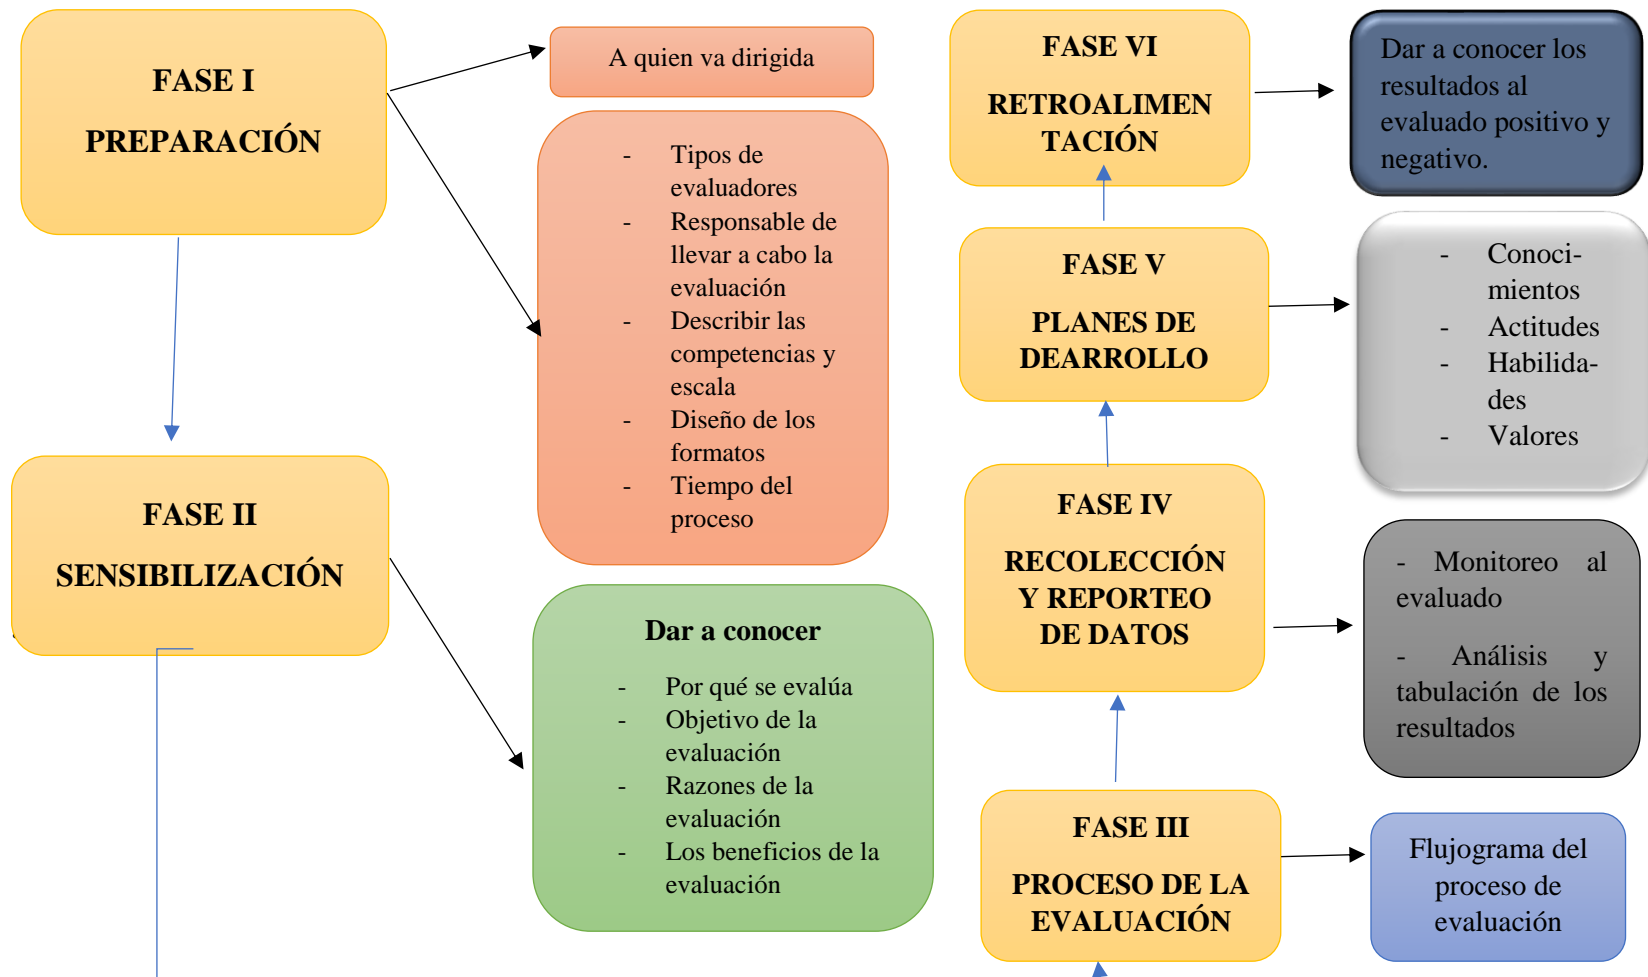 FASE I
PREPARACIÓN
A quien va dirigida
- Tipos de
evaluadores
- Responsable de
llevar a cabo la
evaluación
- Describir las
competencias y
escala
- Diseño de los
formatos
- Tiempo del
proceso
FASE II
SENSIBILIZACIÓN
Dar a conocer
- Por qué se evalúa
- Objetivo de la
evaluación
- Razones de la
evaluación
- Los beneficios de la
evaluación
FASE III
PROCESO DE LA
EVALUACIÓN
Flujograma del
proceso de
evaluación
FASE IV
RECOLECCIÓN
Y REPORTEO
DE DATOS
- Monitoreo al
evaluado
- Análisis y
tabulación de los
resultados
FASE V
PLANES DE
DEARROLLO
- Conoci-
mientos
- Actitudes
- Habilida-
des
- Valores
FASE VI
RETROALIMEN
TACIÓN
Dar a conocer los
resultados al
evaluado positivo y
negativo.